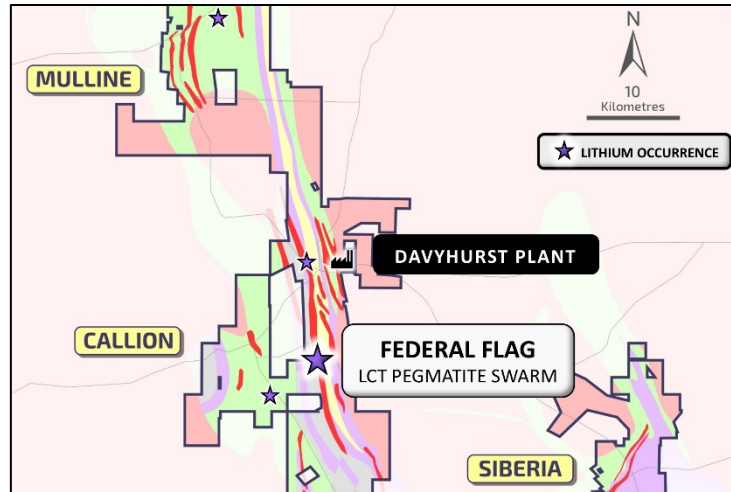 N
10
Kilometres
MULLINE
LITHIUM OCCURRENCE
DAVYHURST PLANT
CALLION
FEDERAL FLAG
LCT PEGMATITE SWARM
SIBERIA